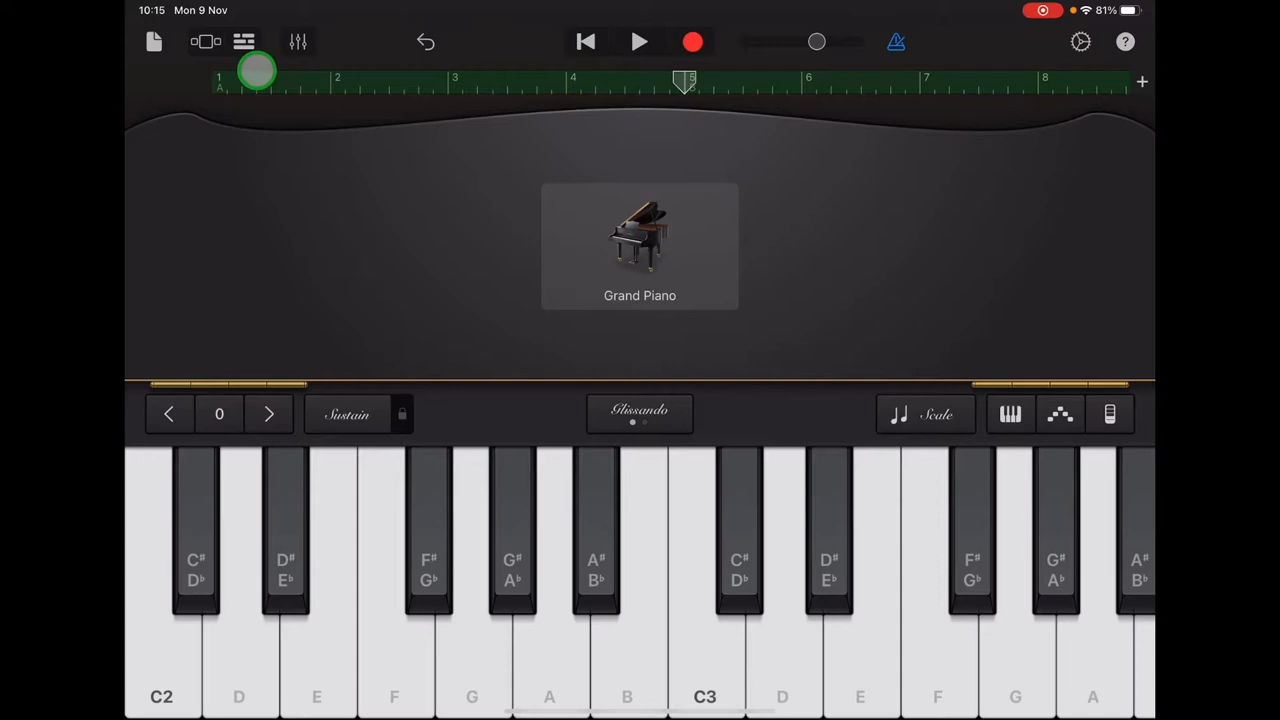 10:15 Mon 9 Nov 81%
?
1 2 3 4 5 6 7 8 +
A B
Grand Piano
0 Sustain Glissando Scale
C# D# F# G# A# C# D# F# G# A#
D♭ E♭ G♭ A♭ B♭ D♭ E♭ G♭ A♭ B♭
C2 D E F G A B C3 D E F G A